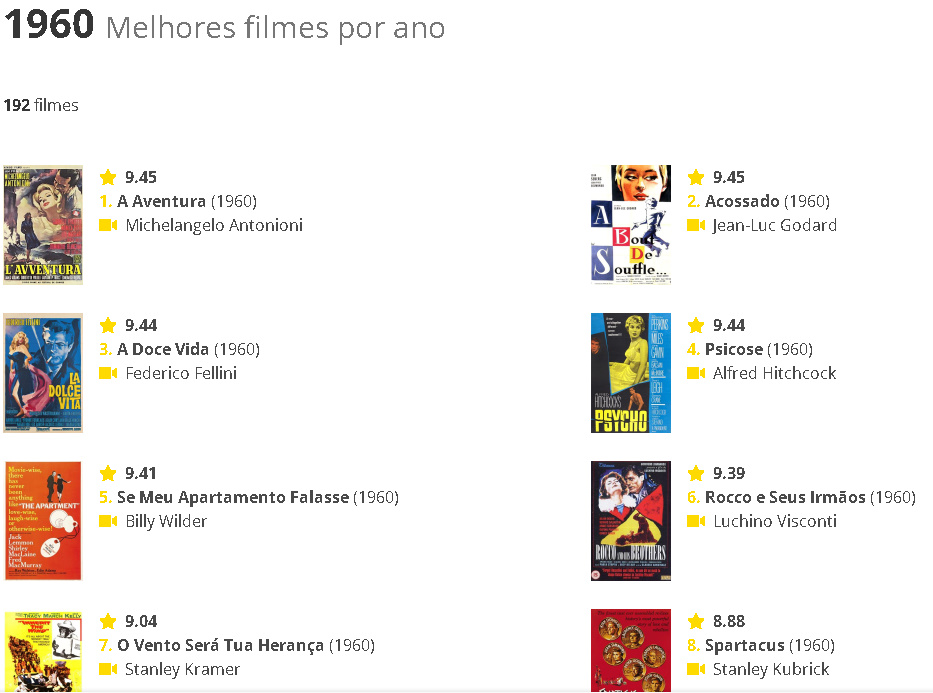 1960 Melhores filmes por ano
192 filmes
9.45
1. A Aventura (1960)
Michelangelo Antonioni
L'AVVENTURA
9.45
2. Acossado (1960)
Jean-Luc Godard
A
Bout
De
Souffle...
9.44
3. A Doce Vida (1960)
Federico Fellini
LA
DOLCE
VITA
9.44
4. Psicose (1960)
Alfred Hitchcock
HITCHCOCK'S
PSYCHO
9.41
5. Se Meu Apartamento Falasse (1960)
Billy Wilder
Movie-wise,
there
has
never
been
anything
like "THE APARTMENT"
love-wise,
laugh-wise
or
otherwise-wise!
Jack
Lemmon
Shirley
MacLaine
Fred
MacMurray
9.39
6. Rocco e Seus Irmãos (1960)
Luchino Visconti
ROCCO AND HIS BROTHERS
9.04
7. O Vento Será Tua Herança (1960)
Stanley Kramer
TRACY MARCH KELLY
8.88
8. Spartacus (1960)
Stanley Kubrick